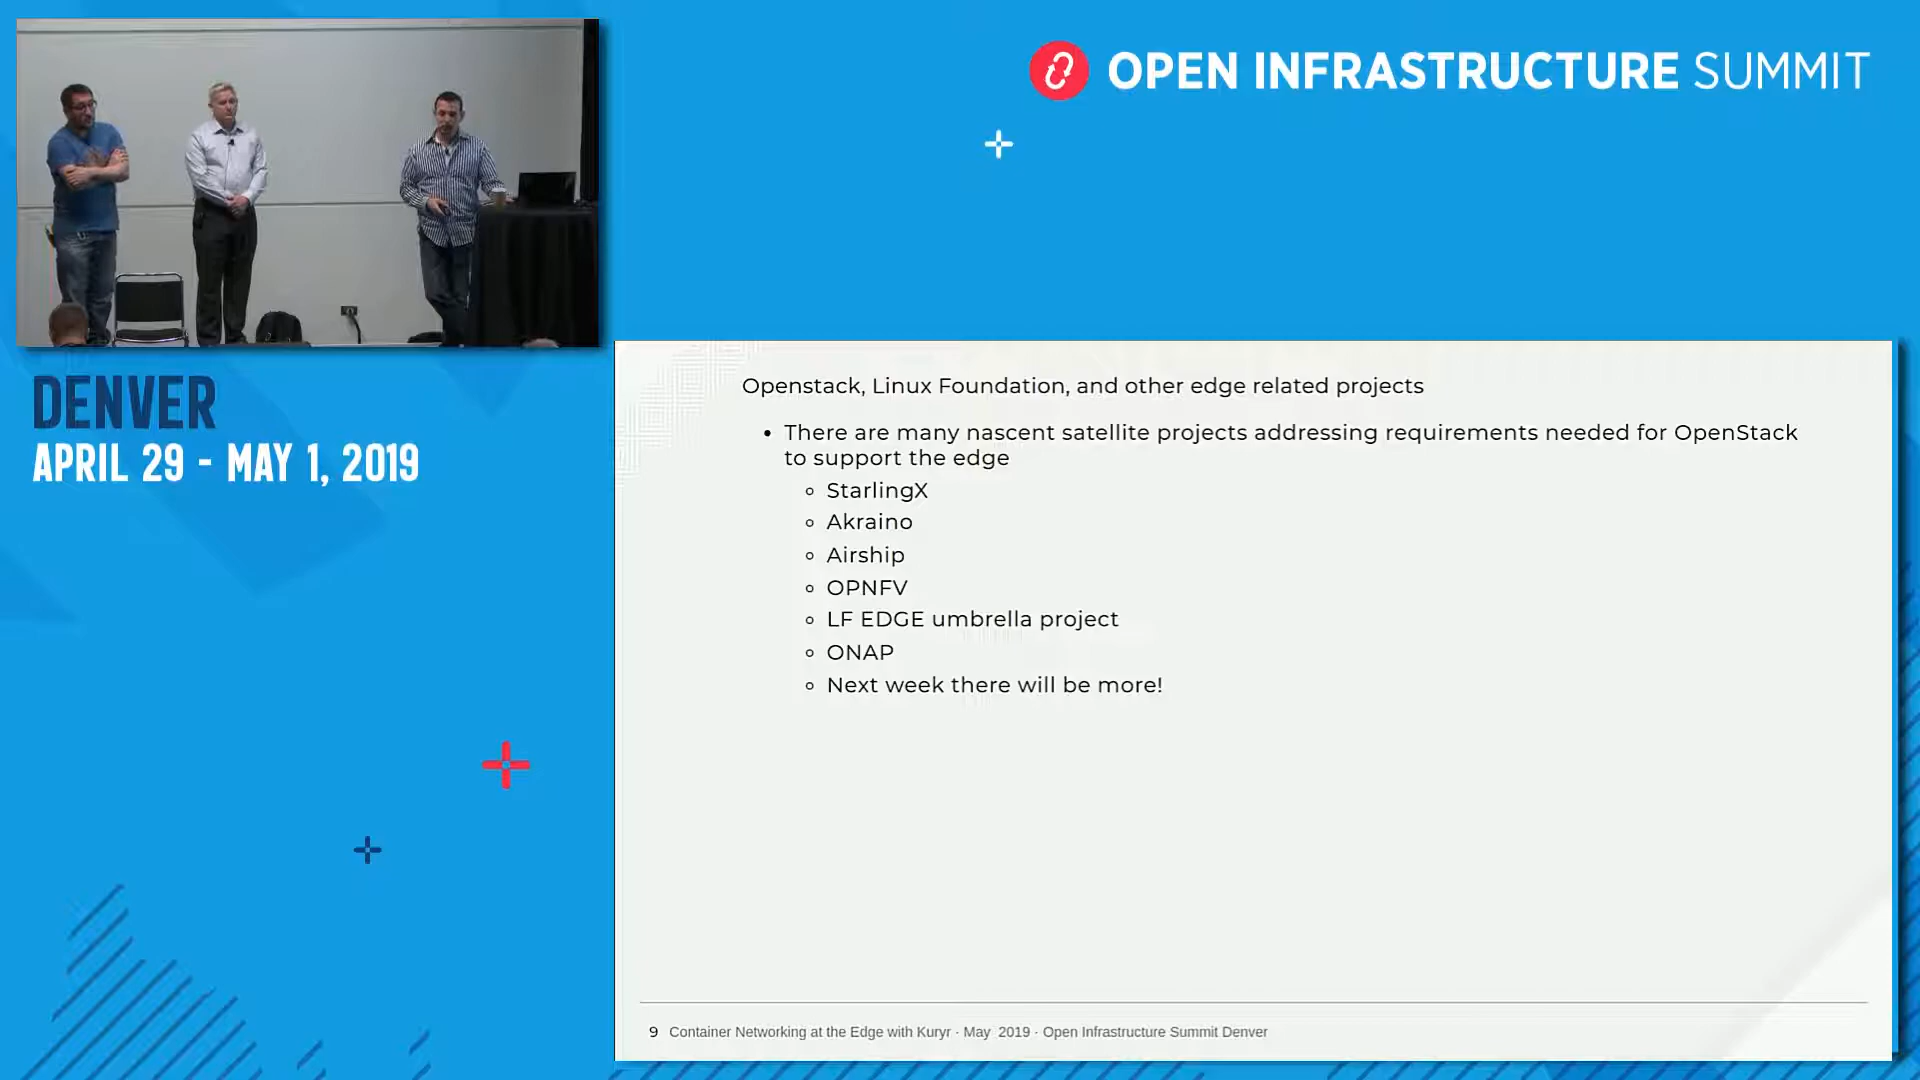 OPEN INFRASTRUCTURE SUMMIT
DENVER
APRIL 29 - MAY 1, 2019
Openstack, Linux Foundation, and other edge related projects
• There are many nascent satellite projects addressing requirements needed for OpenStack
to support the edge
○ StarlingX
○ Akraino
○ Airship
○ OPNFV
○ LF EDGE umbrella project
○ ONAP
○ Next week there will be more!
9 Container Networking at the Edge with Kuryr · May 2019 · Open Infrastructure Summit Denver